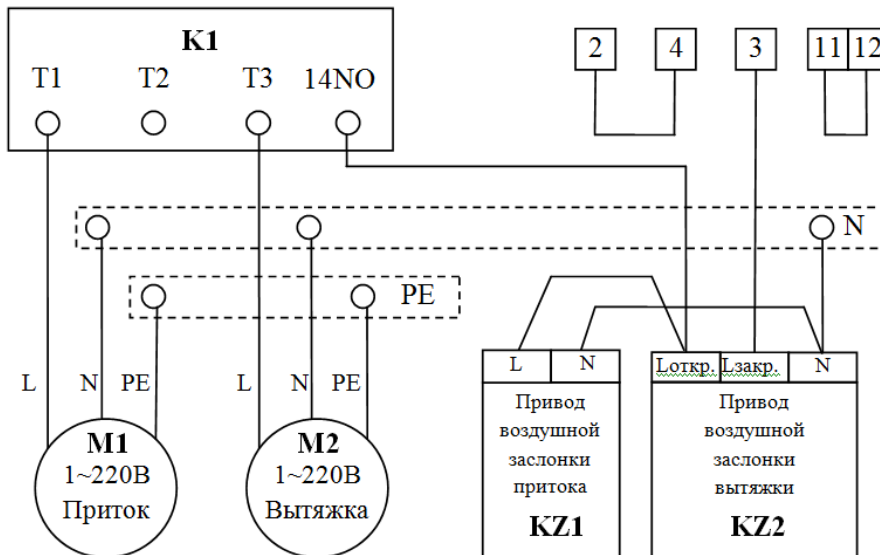 K1
T1 T2 T3 14NO
2 4 3 11 12
N
PE
L N PE L N PE
M1
1~220В
Приток
M2
1~220В
Вытяжка
L N
Привод
воздушной
заслонки
притока
KZ1
Lоткр. Lзакр. N
Привод
воздушной
заслонки
вытяжки
KZ2